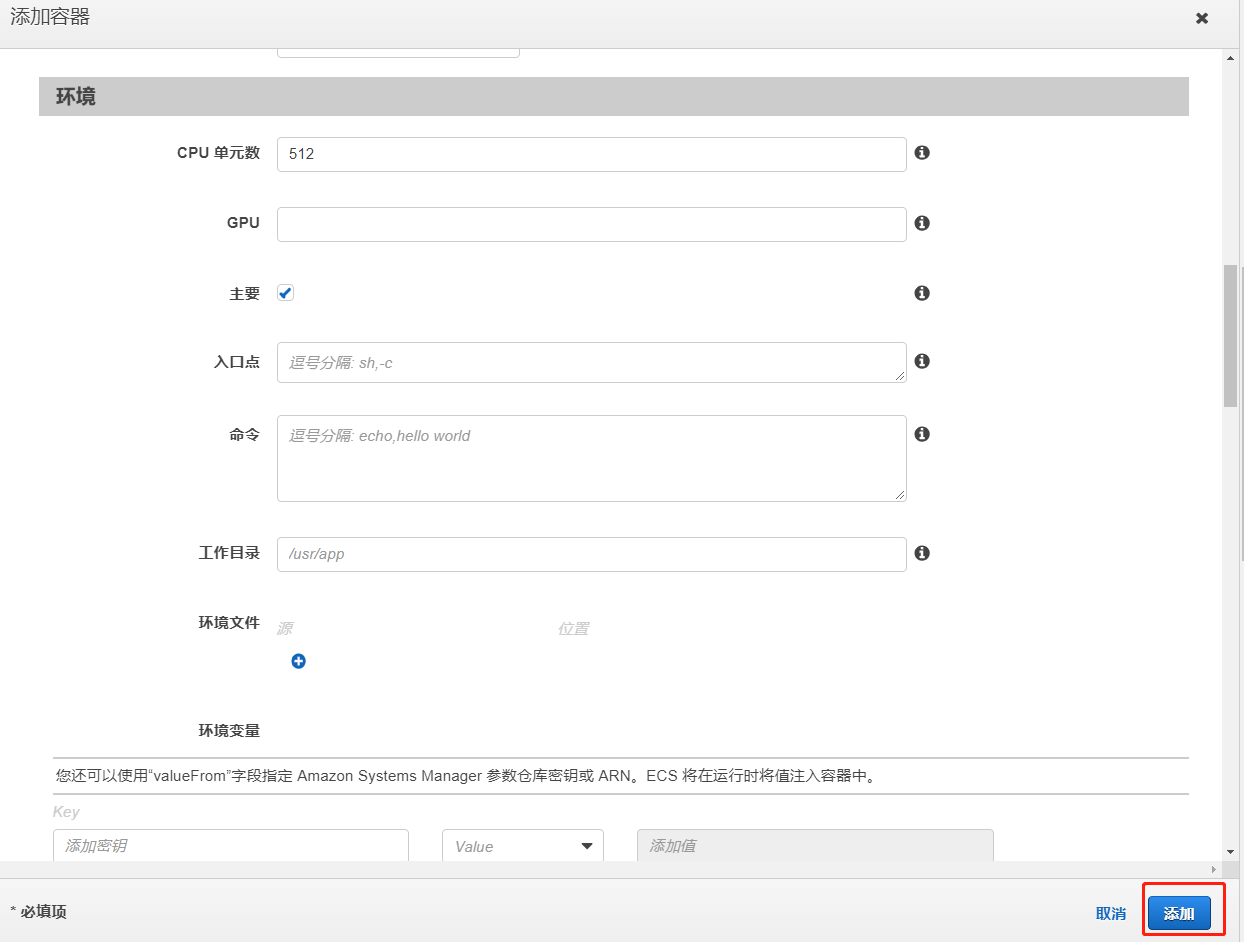 添加容器
环境
CPU 单元数
512
GPU
主要
入口点
逗号分隔: sh,-c
命令
逗号分隔: echo,hello world
工作目录
/usr/app
环境文件
源
位置
环境变量
您还可以使用“valueFrom”字段指定 Amazon Systems Manager 参数仓库密钥或 ARN。ECS 将在运行时将值注入容器中。
Key
添加密钥
Value
添加值
* 必填项
取消
添加